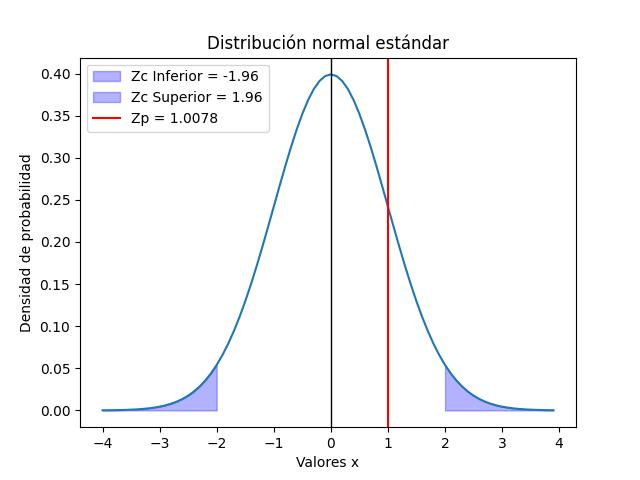 Distribución normal estándar
Zc Inferior = -1.96
Zc Superior = 1.96
Zp = 1.0078
Densidad de probabilidad
0.40
0.35
0.30
0.25
0.20
0.15
0.10
0.05
0.00
−4 −3 −2 −1 0 1 2 3 4
Valores x